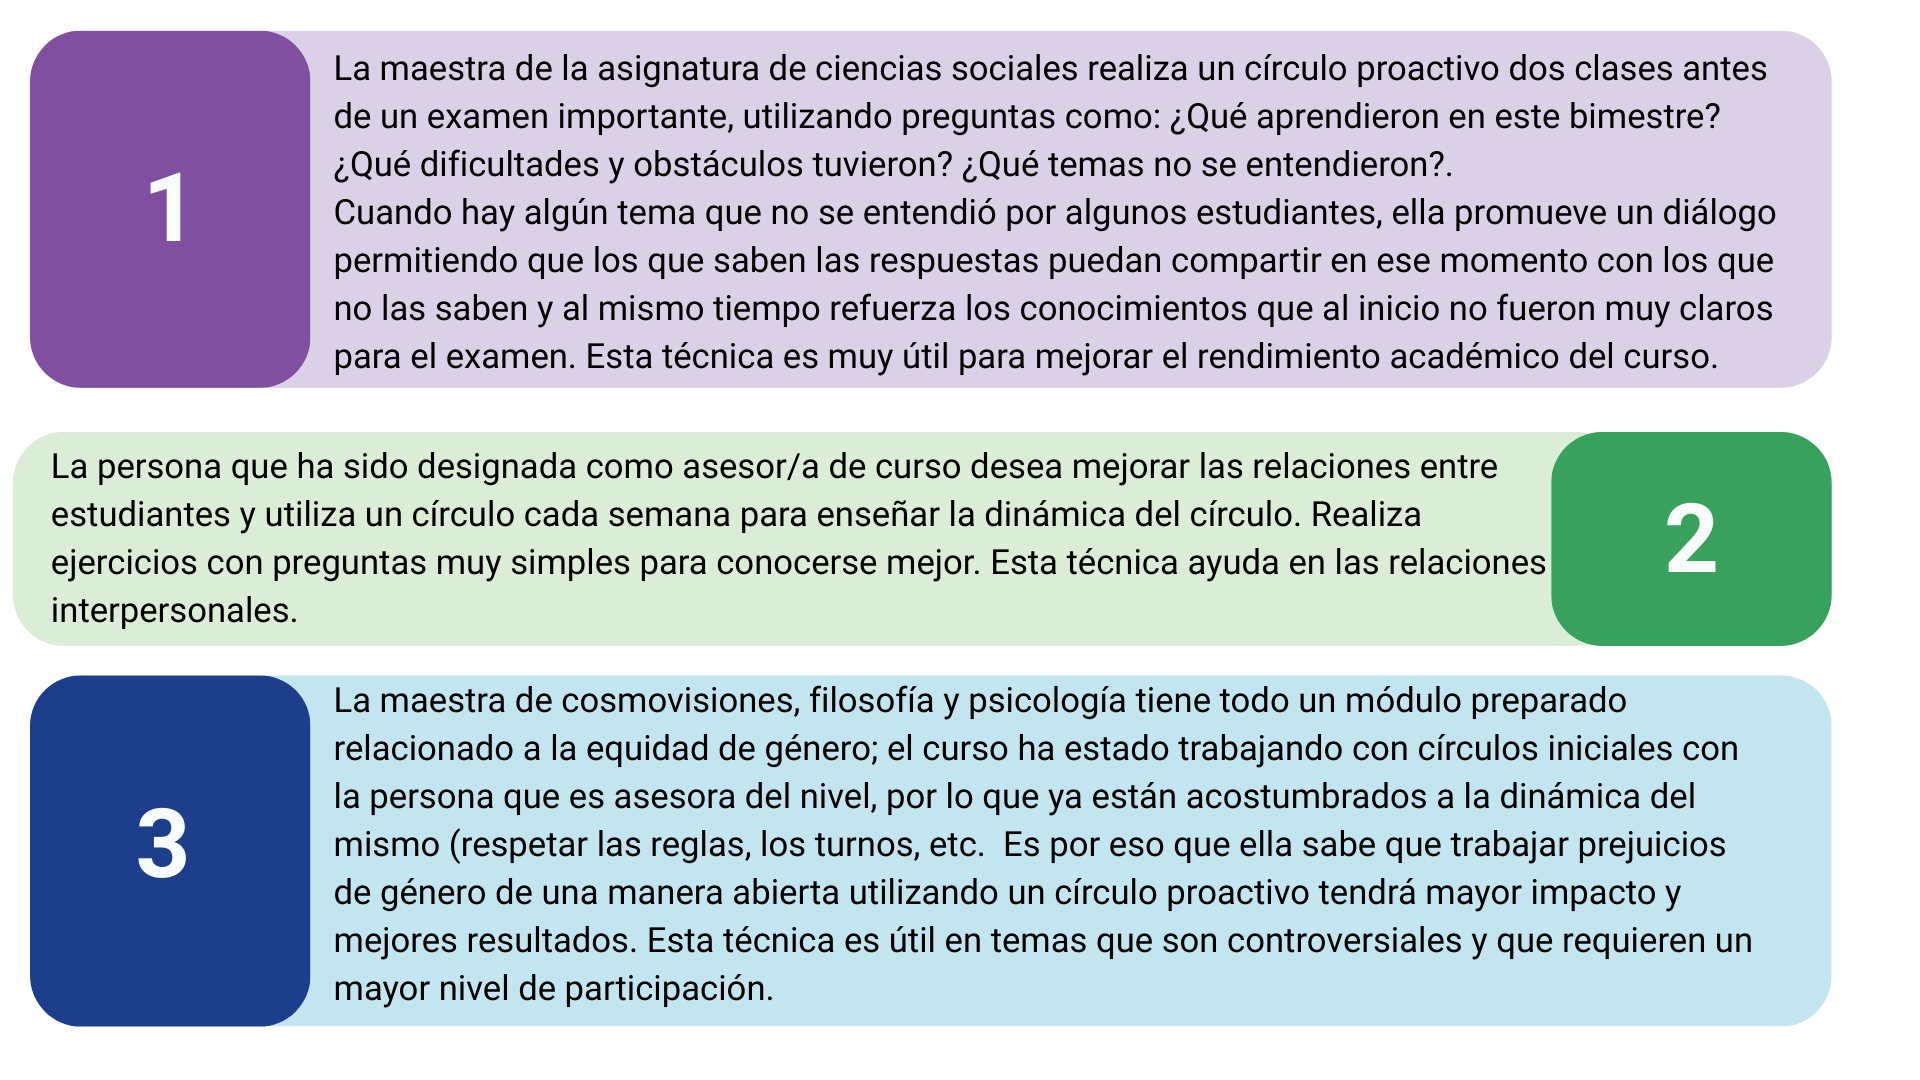 1
La maestra de la asignatura de ciencias sociales realiza un círculo proactivo dos clases antes
de un examen importante, utilizando preguntas como: ¿Qué aprendieron en este bimestre?
¿Qué dificultades y obstáculos tuvieron? ¿Qué temas no se entendieron?.
Cuando hay algún tema que no se entendió por algunos estudiantes, ella promueve un diálogo
permitiendo que los que saben las respuestas puedan compartir en ese momento con los que
no las saben y al mismo tiempo refuerza los conocimientos que al inicio no fueron muy claros
para el examen. Esta técnica es muy útil para mejorar el rendimiento académico del curso.
La persona que ha sido designada como asesor/a de curso desea mejorar las relaciones entre
estudiantes y utiliza un círculo cada semana para enseñar la dinámica del círculo. Realiza
ejercicios con preguntas muy simples para conocerse mejor. Esta técnica ayuda en las relaciones
interpersonales.
2
3
La maestra de cosmovisiones, filosofía y psicología tiene todo un módulo preparado
relacionado a la equidad de género; el curso ha estado trabajando con círculos iniciales con
la persona que es asesora del nivel, por lo que ya están acostumbrados a la dinámica del
mismo (respetar las reglas, los turnos, etc.  Es por eso que ella sabe que trabajar prejuicios
de género de una manera abierta utilizando un círculo proactivo tendrá mayor impacto y
mejores resultados. Esta técnica es útil en temas que son controversiales y que requieren un
mayor nivel de participación.